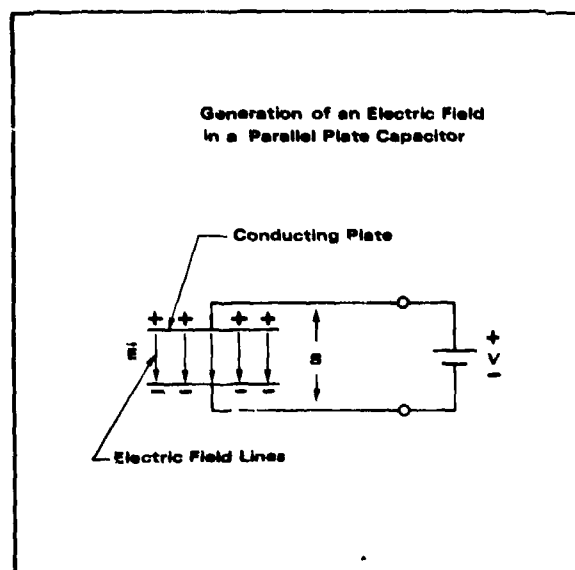 Generation of an Electric Field
in a Parallel Plate Capacitor
Conducting Plate
+ + + +
E
a
+
V
-
- - - -
Electric Field Lines